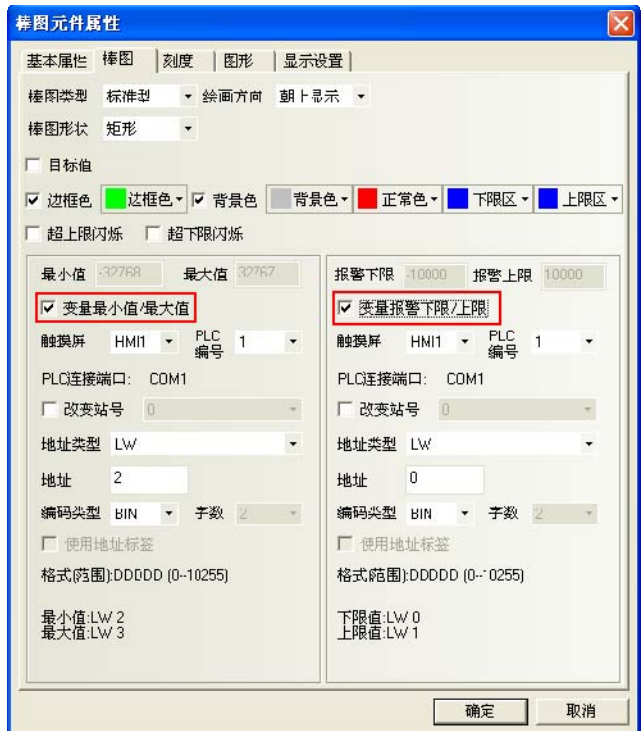 棒图元件属性
基本属性 棒图 刻度 图形 显示设置
棒图类型 标准型 绘画方向 朝上显示
棒图形状 矩形
目标值
边框色 边框色 背景色 背景色 正常色 下限区 上限区
超上限闪烁 超下限闪烁
最小值 -32768 最大值 32767
变量最小值/最大值
触摸屏 HMI1 PLC编号 1
PLC连接端口: COM1
改变站号 0
地址类型 LW
地址 2
编码类型 BIN 字数 2
使用地址标签
格式(范围):DDDDD (0--10255)
最小值:LW 2
最大值:LW 3
报警下限 -10000 报警上限 10000
变量报警下限/上限
触摸屏 HMI1 PLC编号 1
PLC连接端口: COM1
改变站号 0
地址类型 LW
地址 0
编码类型 BIN 字数 2
使用地址标签
格式(范围):DDDDD (0--10255)
下限值:LW 0
上限值:LW 1
确定 取消